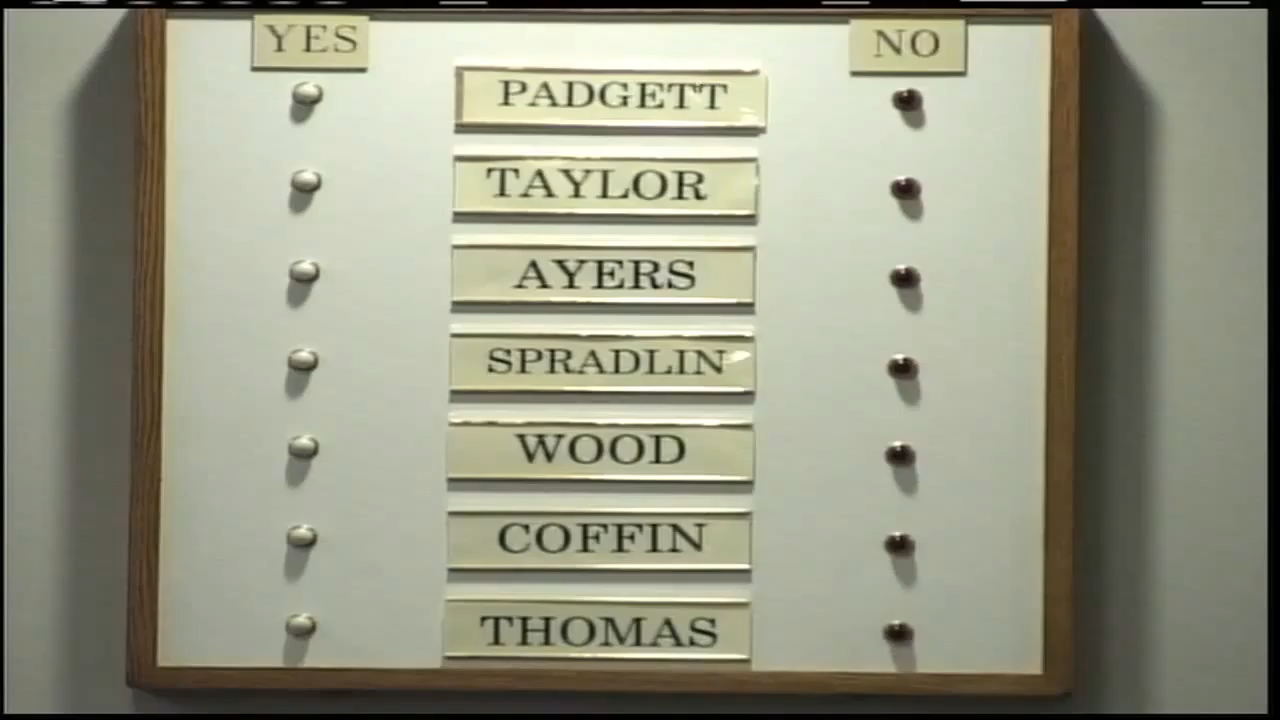 YES
NO
PADGETT
TAYLOR
AYERS
SPRADLIN
WOOD
COFFIN
THOMAS